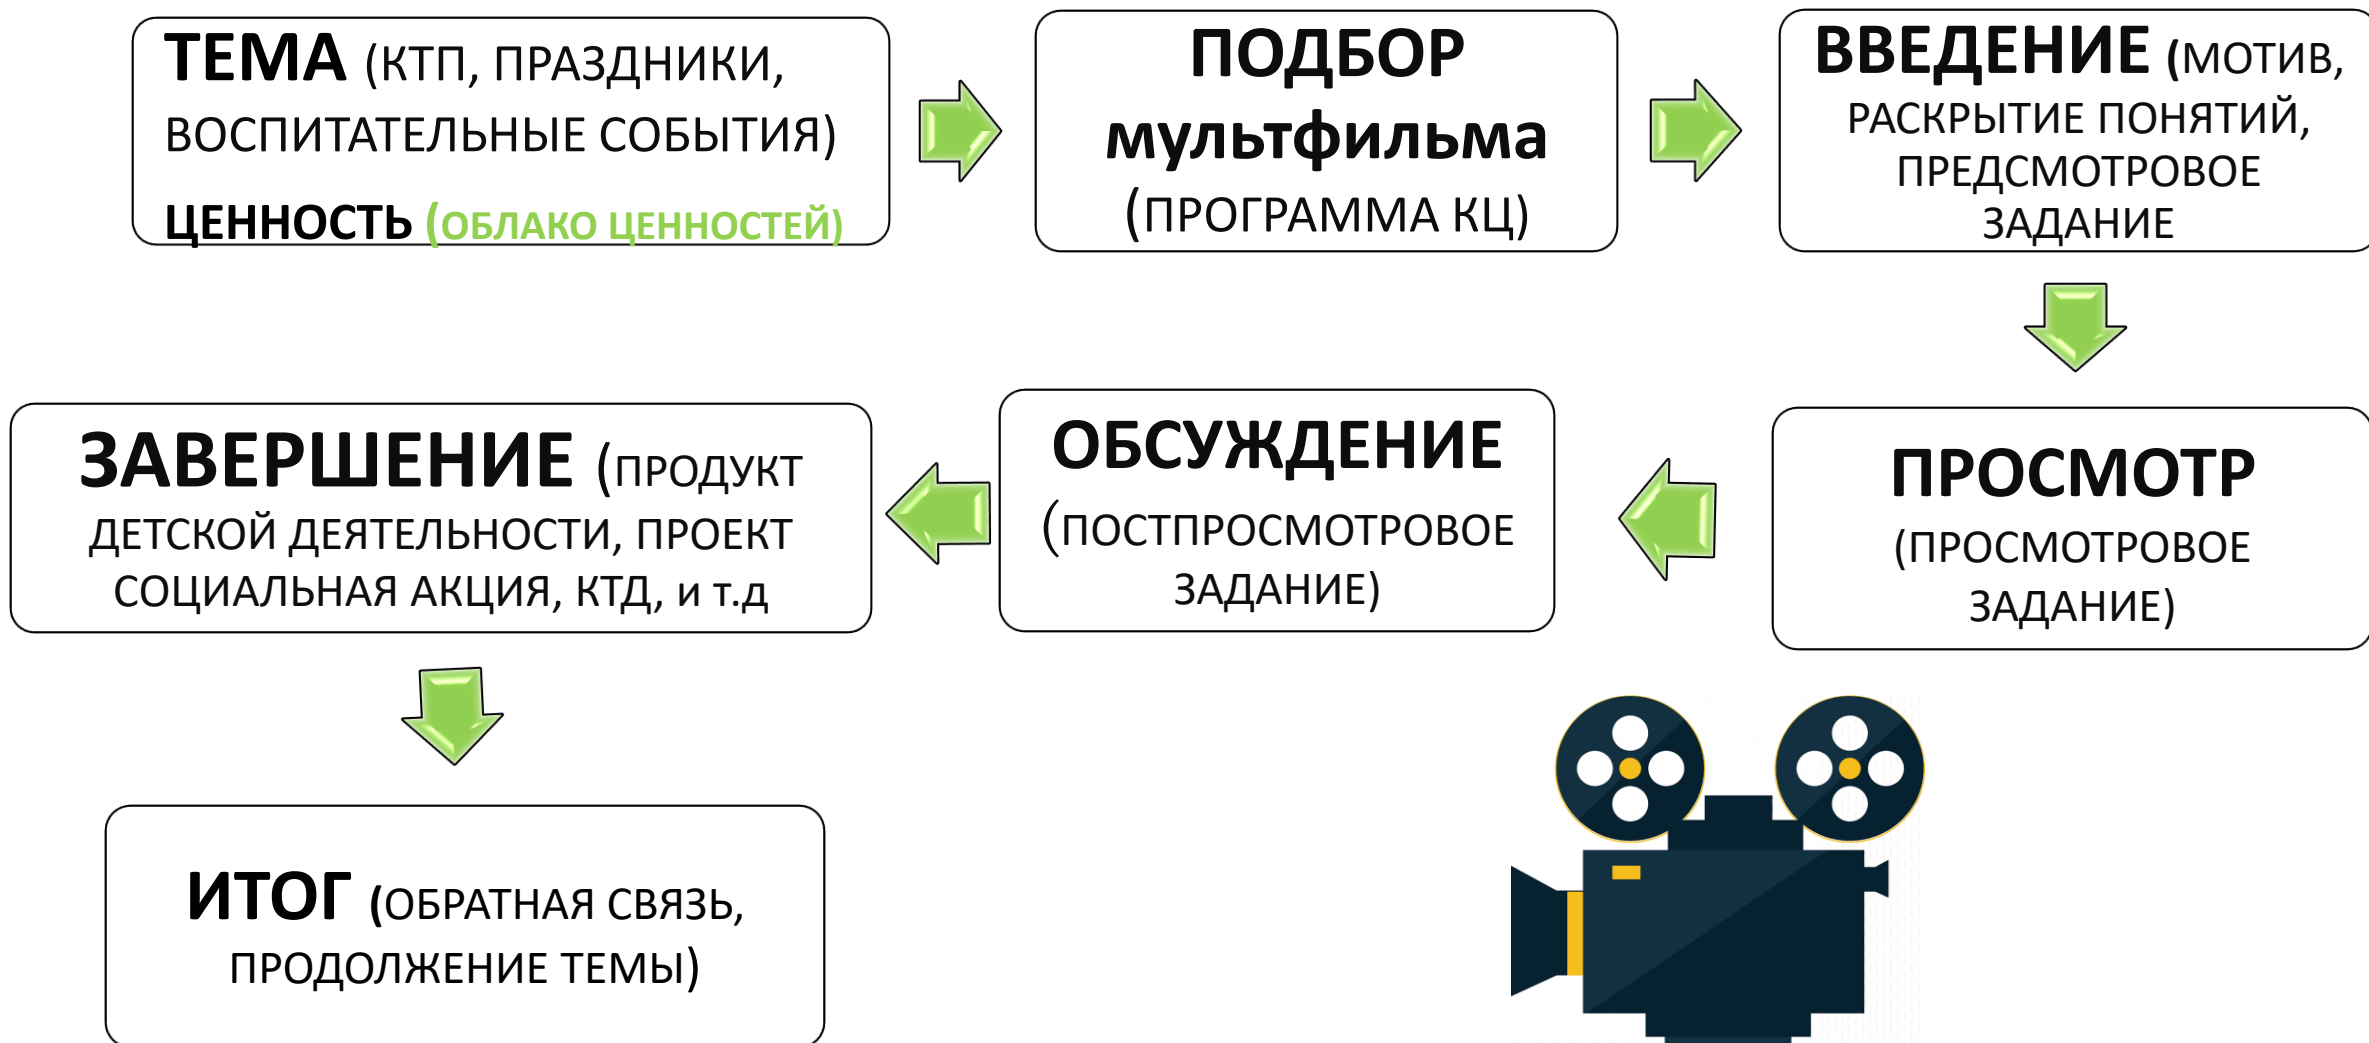 ТЕМА (КТП, ПРАЗДНИКИ,
ВОСПИТАТЕЛЬНЫЕ СОБЫТИЯ)
ЦЕННОСТЬ (ОБЛАКО ЦЕННОСТЕЙ)
ПОДБОР
мультфильма
(ПРОГРАММА КЦ)
ВВЕДЕНИЕ (МОТИВ,
РАСКРЫТИЕ ПОНЯТИЙ,
ПРЕДСМОТРОВОЕ
ЗАДАНИЕ
ПРОСМОТР
(ПРОСМОТРОВОЕ
ЗАДАНИЕ)
ОБСУЖДЕНИЕ
(ПОСТПРОСМОТРОВОЕ
ЗАДАНИЕ)
ЗАВЕРШЕНИЕ (ПРОДУКТ
ДЕТСКОЙ ДЕЯТЕЛЬНОСТИ, ПРОЕКТ
СОЦИАЛЬНАЯ АКЦИЯ, КТД, и т.д
ИТОГ (ОБРАТНАЯ СВЯЗЬ,
ПРОДОЛЖЕНИЕ ТЕМЫ)